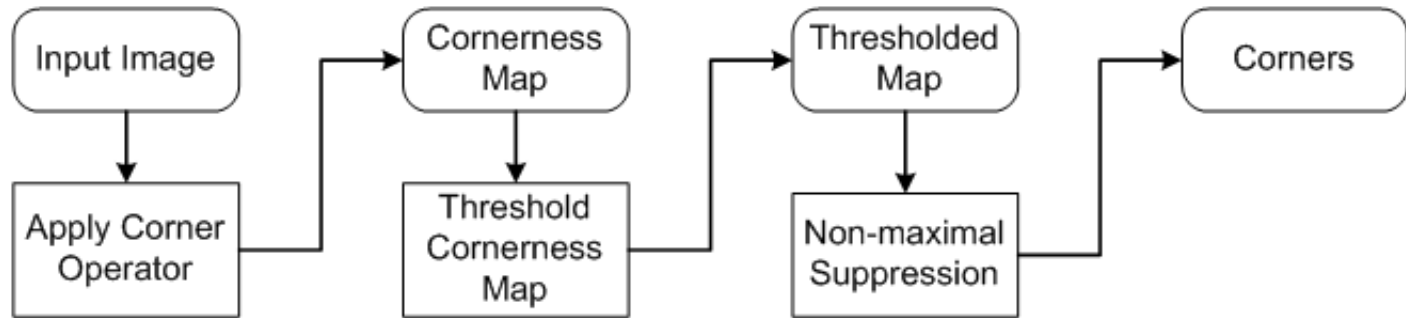 Input Image
Apply Corner
Operator
Cornerness
Map
Threshold
Cornerness
Map
Thresholded
Map
Non-maximal
Suppression
Corners